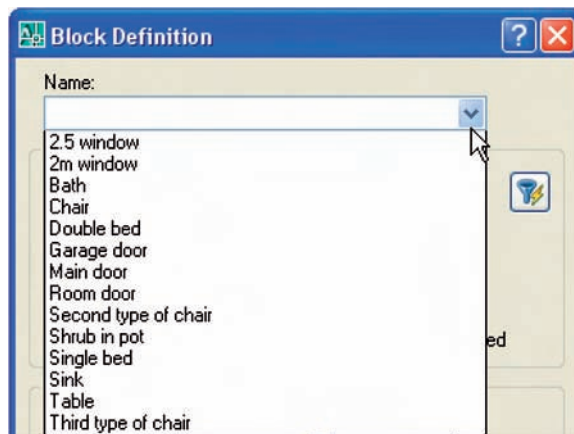 Block Definition
Name:
2.5 window
2m window
Bath
Chair
Double bed
Garage door
Main door
Room door
Second type of chair
Shrub in pot
ed
Single bed
Sink
Table
Third type of chair